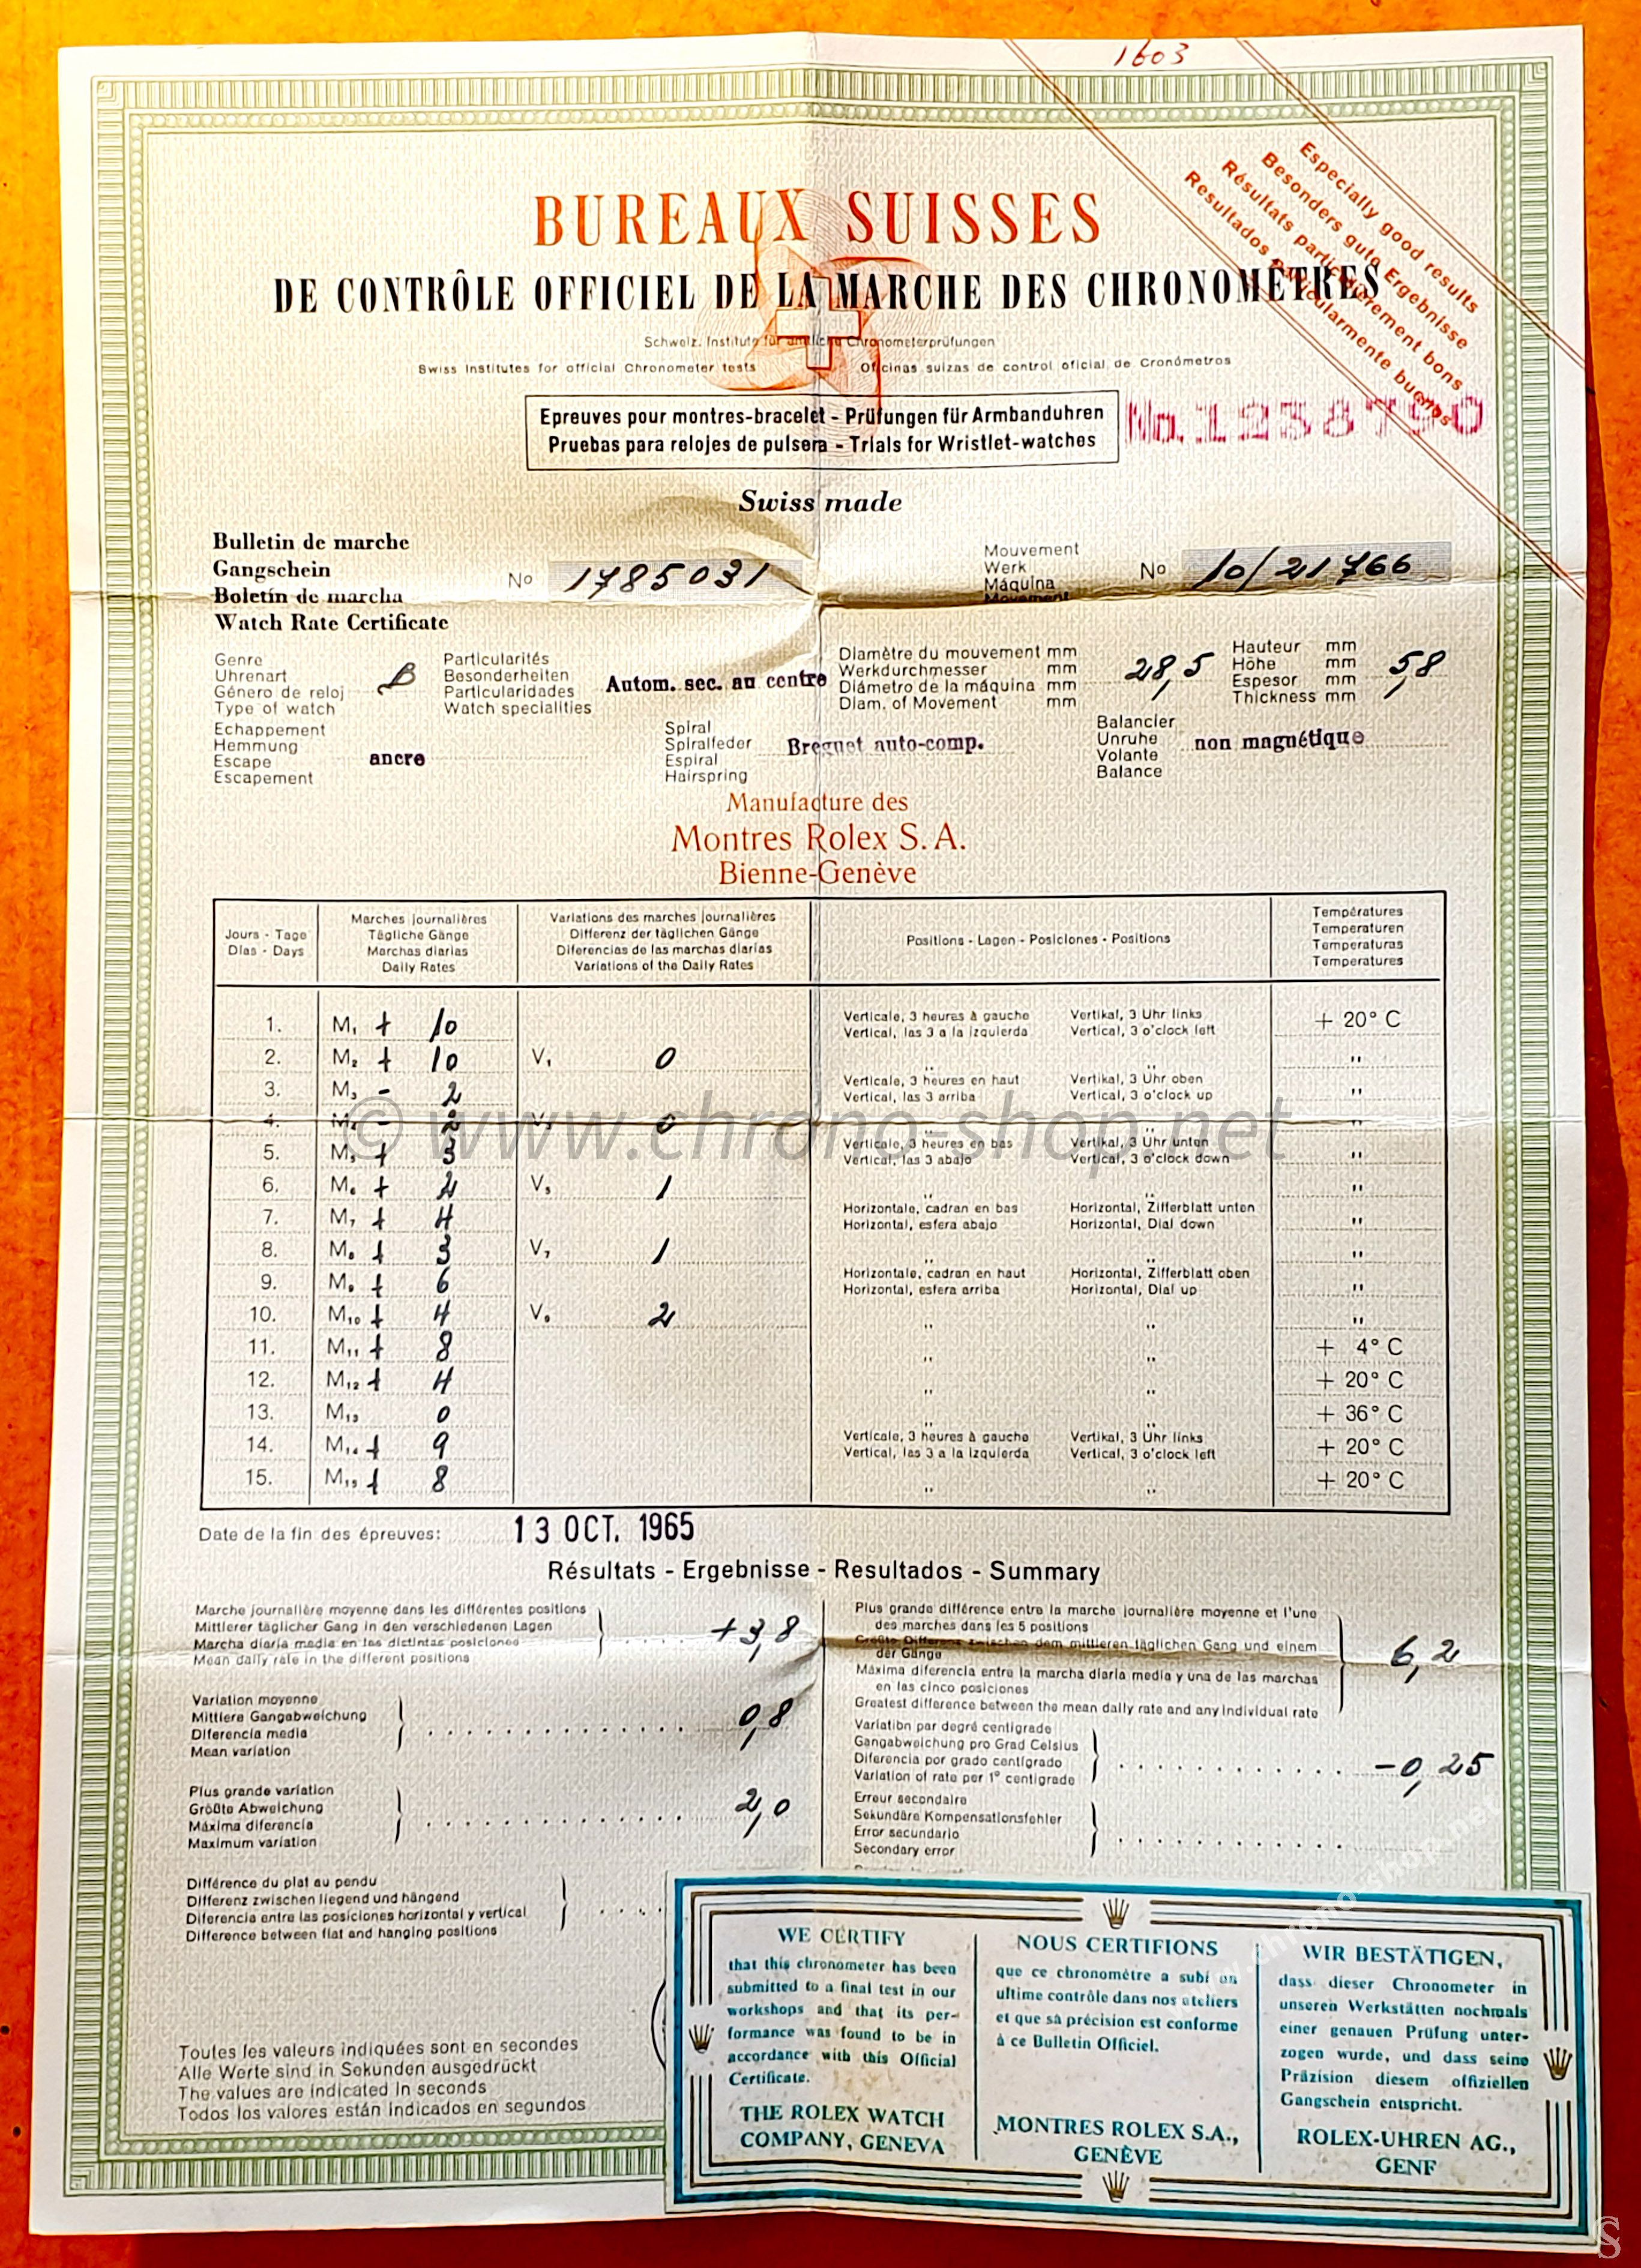 1603
Especially good results
Besonders gute Ergebnisse
Résultats particulièrement bons
Resultados particularmente buenos
BUREAUX SUISSES
DE CONTRÔLE OFFICIEL DE LA MARCHE DES CHRONOMÈTRES
Schweiz. Institute für amtliche Chronometerprüfungen
Swiss Institutes for official Chronometer tests Oficinas suizas de control oficial de Cronómetros
Epreuves pour montres-bracelet - Prüfungen für Armbanduhren
Pruebas para relojes de pulsera - Trials for Wristlet-watches
No. 1238790
Swiss made
Bulletin de marche
Gangschein
Boletín de marcha
Watch Rate Certificate
No 1785031
Mouvement
Werk
Máquina
Movement
No 10/21766
Genre
Uhrenart
Género de reloj
Type of watch
B
Particularités
Besonderheiten
Particularidades
Watch specialities
Autom. sec. au centre
Diamètre du mouvement mm
Werkdurchmesser mm
Diámetro de la máquina mm
Diam. of Movement mm
28,5
Hauteur mm
Höhe mm
Espesor mm
Thickness mm
5,8
Echappement
Hemmung
Escape
Escapement
ancre
Spiral
Spiralfeder
Espiral
Hairspring
Breguet auto-comp.
Balancier
Unruhe
Volante
Balance
non magnétique
Manufacture des
Montres Rolex S.A.
Bienne-Genève
Jours - Tage
Días - Days
Marches journalières
Tägliche Gänge
Marchas diarias
Daily Rates
Variations des marches journalières
Differenz der täglichen Gänge
Diferencias de las marchas diarias
Variations of the Daily Rates
Positions - Lagen - Posiciones - Positions
Températures
Temperaturen
Temperaturas
Temperatures
1. M₁ + 10 Verticale, 3 heures à gauche Vertikal, 3 Uhr links + 20° C
Vertical, las 3 a la izquierda Vertical, 3 o'clock left
2. M₂ + 10 V₁ 0 ,, ,, "
3. M₃ - 2 Verticale, 3 heures en haut Vertikal, 3 Uhr oben "
Vertical, las 3 arriba Vertical, 3 o'clock up
4. M₄ - 2 V₃ 0 ,, ,, "
5. M₅ + 3 Verticale, 3 heures en bas Vertikal, 3 Uhr unten "
Vertical, las 3 abajo Vertical, 3 o'clock down
6. M₆ + 2 V₅ 1 ,, ,, "
7. M₇ + 4 Horizontale, cadran en bas Horizontal, Zifferblatt unten "
Horizontal, esfera abajo Horizontal, Dial down
8. M₈ + 3 V₇ 1 ,, ,, "
9. M₉ + 6 Horizontale, cadran en haut Horizontal, Zifferblatt oben "
Horizontal, esfera arriba Horizontal, Dial up
10. M₁₀ + 4 V₉ 2 ,, ,, "
11. M₁₁ + 8 ,, ,, + 4° C
12. M₁₂ + 4 ,, ,, + 20° C
13. M₁₃ 0 ,, ,, + 36° C
14. M₁₄ + 9 Verticale, 3 heures à gauche Vertikal, 3 Uhr links + 20° C
Vertical, las 3 a la izquierda Vertical, 3 o'clock left
15. M₁₅ + 8 ,, ,, + 20° C
© www.chrono-shop.net
Date de la fin des épreuves: 13 OCT. 1965
Résultats - Ergebnisse - Resultados - Summary
Marche journalière moyenne dans les différentes positions
Mittlerer täglicher Gang in den verschiedenen Lagen
Marcha diaria media en las distintas posiciones
Mean daily rate in the different positions
+3,8
Variation moyenne
Mittlere Gangabweichung
Diferencia media
Mean variation
0,8
Plus grande variation
Größte Abweichung
Máxima diferencia
Maximum variation
2,0
Différence du plat au pendu
Differenz zwischen liegend und hängend
Diferencia entre las posiciones horizontal y vertical
Difference between flat and hanging positions
Plus grande différence entre la marche journalière moyenne et l'une
des marches dans les 5 positions
Größte Differenz zwischen dem mittleren täglichen Gang und einem
der Gänge
Máxima diferencia entre la marcha diaria media y una de las marchas
en las cinco posiciones
Greatest difference between the mean daily rate and any individual rate
6,2
Variation par degré centigrade
Gangabweichung pro Grad Celsius
Diferencia por grado centígrado
Variation of rate per 1° centigrade
-0,25
Erreur secondaire
Sekundäre Kompensationsfehler
Error secundario
Secondary error
Toutes les valeurs indiquées sont en secondes
Alle Werte sind in Sekunden ausgedrückt
The values are indicated in seconds
Todos los valores están indicados en segundos
WE CERTIFY
that this chronometer has been
submitted to a final test in our
workshops and that its per-
formance was found to be in
accordance with this Official
Certificate.
THE ROLEX WATCH
COMPANY, GENEVA
NOUS CERTIFIONS
que ce chronomètre a subi un
ultime contrôle dans nos ateliers
et que sa précision est conforme
à ce Bulletin Officiel.
MONTRES ROLEX S.A.,
GENÈVE
WIR BESTÄTIGEN,
dass dieser Chronometer in
unseren Werkstätten nochmals
einer genauen Prüfung unter-
zogen wurde, und dass seine
Präzision diesem offiziellen
Gangschein entspricht.
ROLEX-UHREN AG.,
GENF